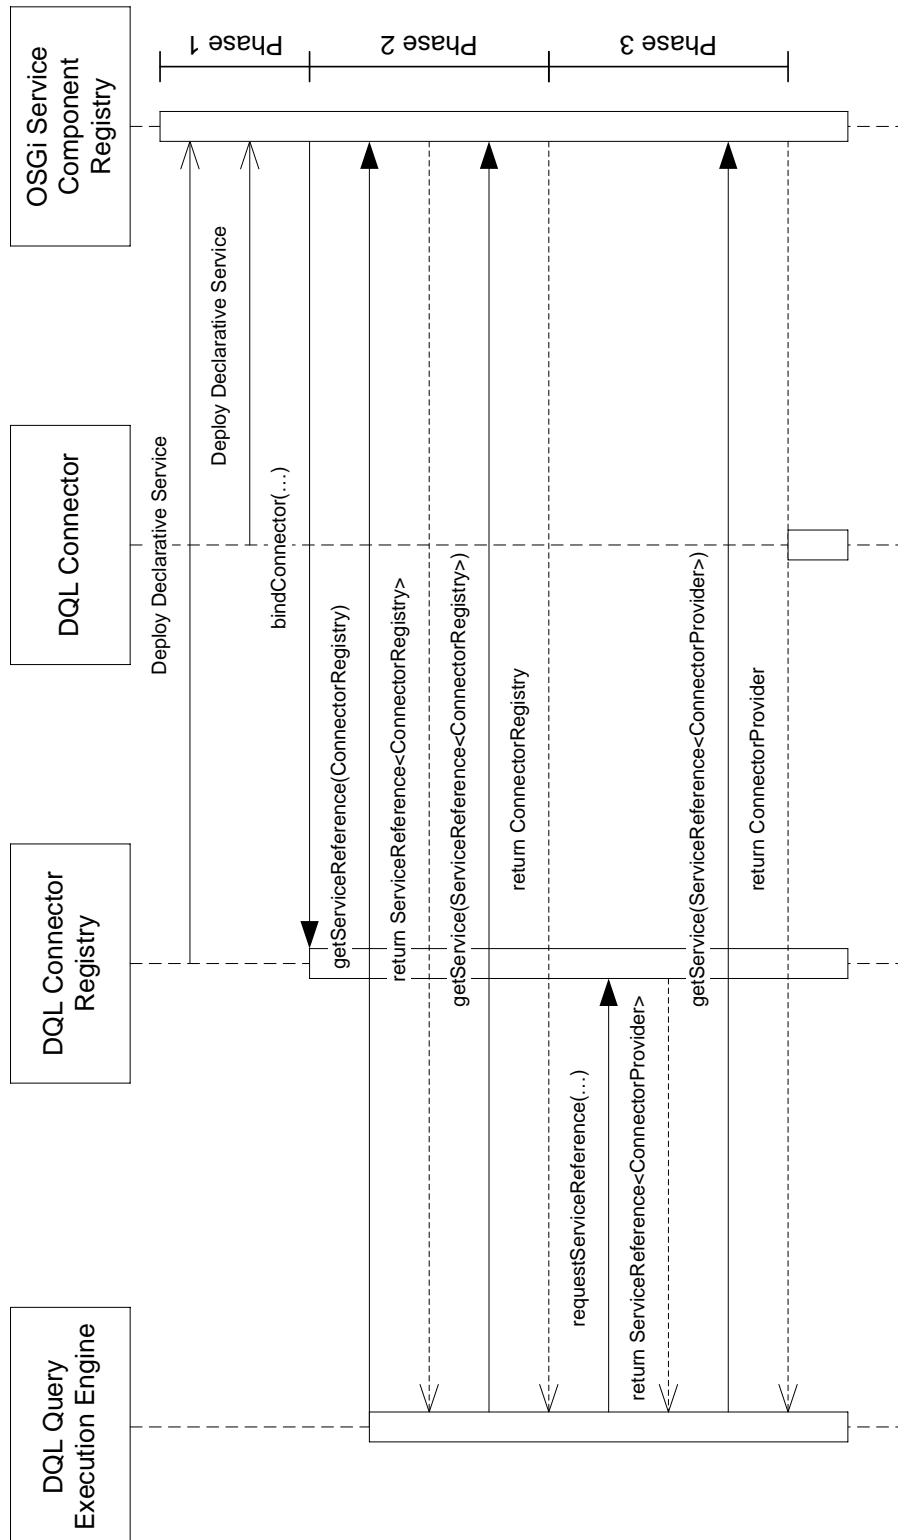 DQL Query
Execution Engine
DQL Connector
Registry
DQL Connector
OSGi Service
Component
Registry
Deploy Declarative Service
Deploy Declarative Service
bindConnector(…)
getServiceReference(ConnectorRegistry)
return ServiceReference<ConnectorRegistry>
getService(ServiceReference<ConnectorRegistry>)
return ConnectorRegistry
requestServiceReference(…)
return ServiceReference<ConnectorProvider>
getService(ServiceReference<ConnectorProvider>)
return ConnectorProvider
Phase 1
Phase 2
Phase 3